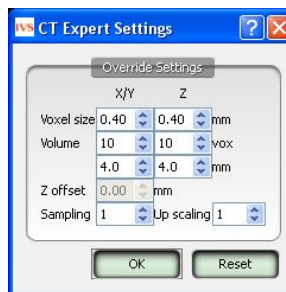 IVS CT Expert Settings
Override Settings
X/Y Z
Voxel size 0.40 0.40 mm
Volume 10 10 vox
4.0 4.0 mm
Z offset 0.00 mm
Sampling 1 Up scaling 1
OK Reset